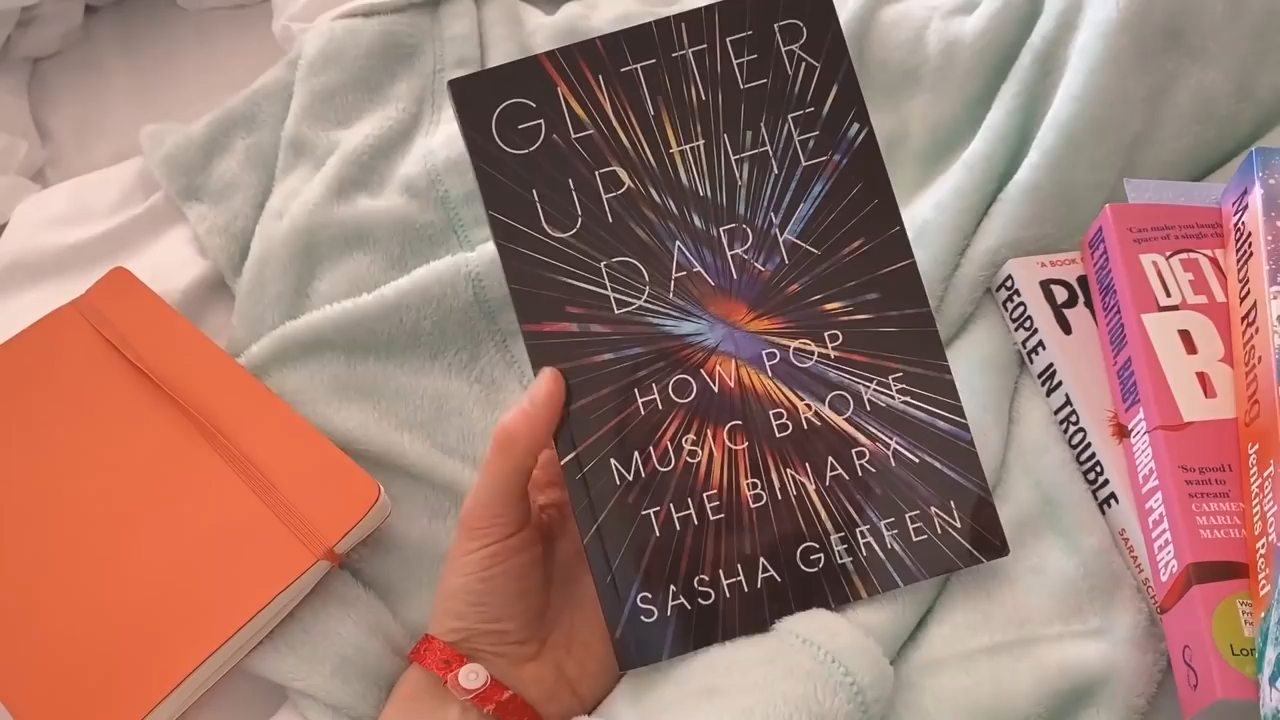 GLITTER
UP THE
DARK
HOW POP
MUSIC BROKE
THE BINARY
SASHA GEFFEN
PEOPLE IN TROUBLE
'A BOOK
DETRANSITION, BABY TORREY PETERS
'Can make you laugh
space of a single
DET
B
'So good I
want to
scream'
CARMEN
MARIA
Malibu Rising
Taylor
Jenkins Reid